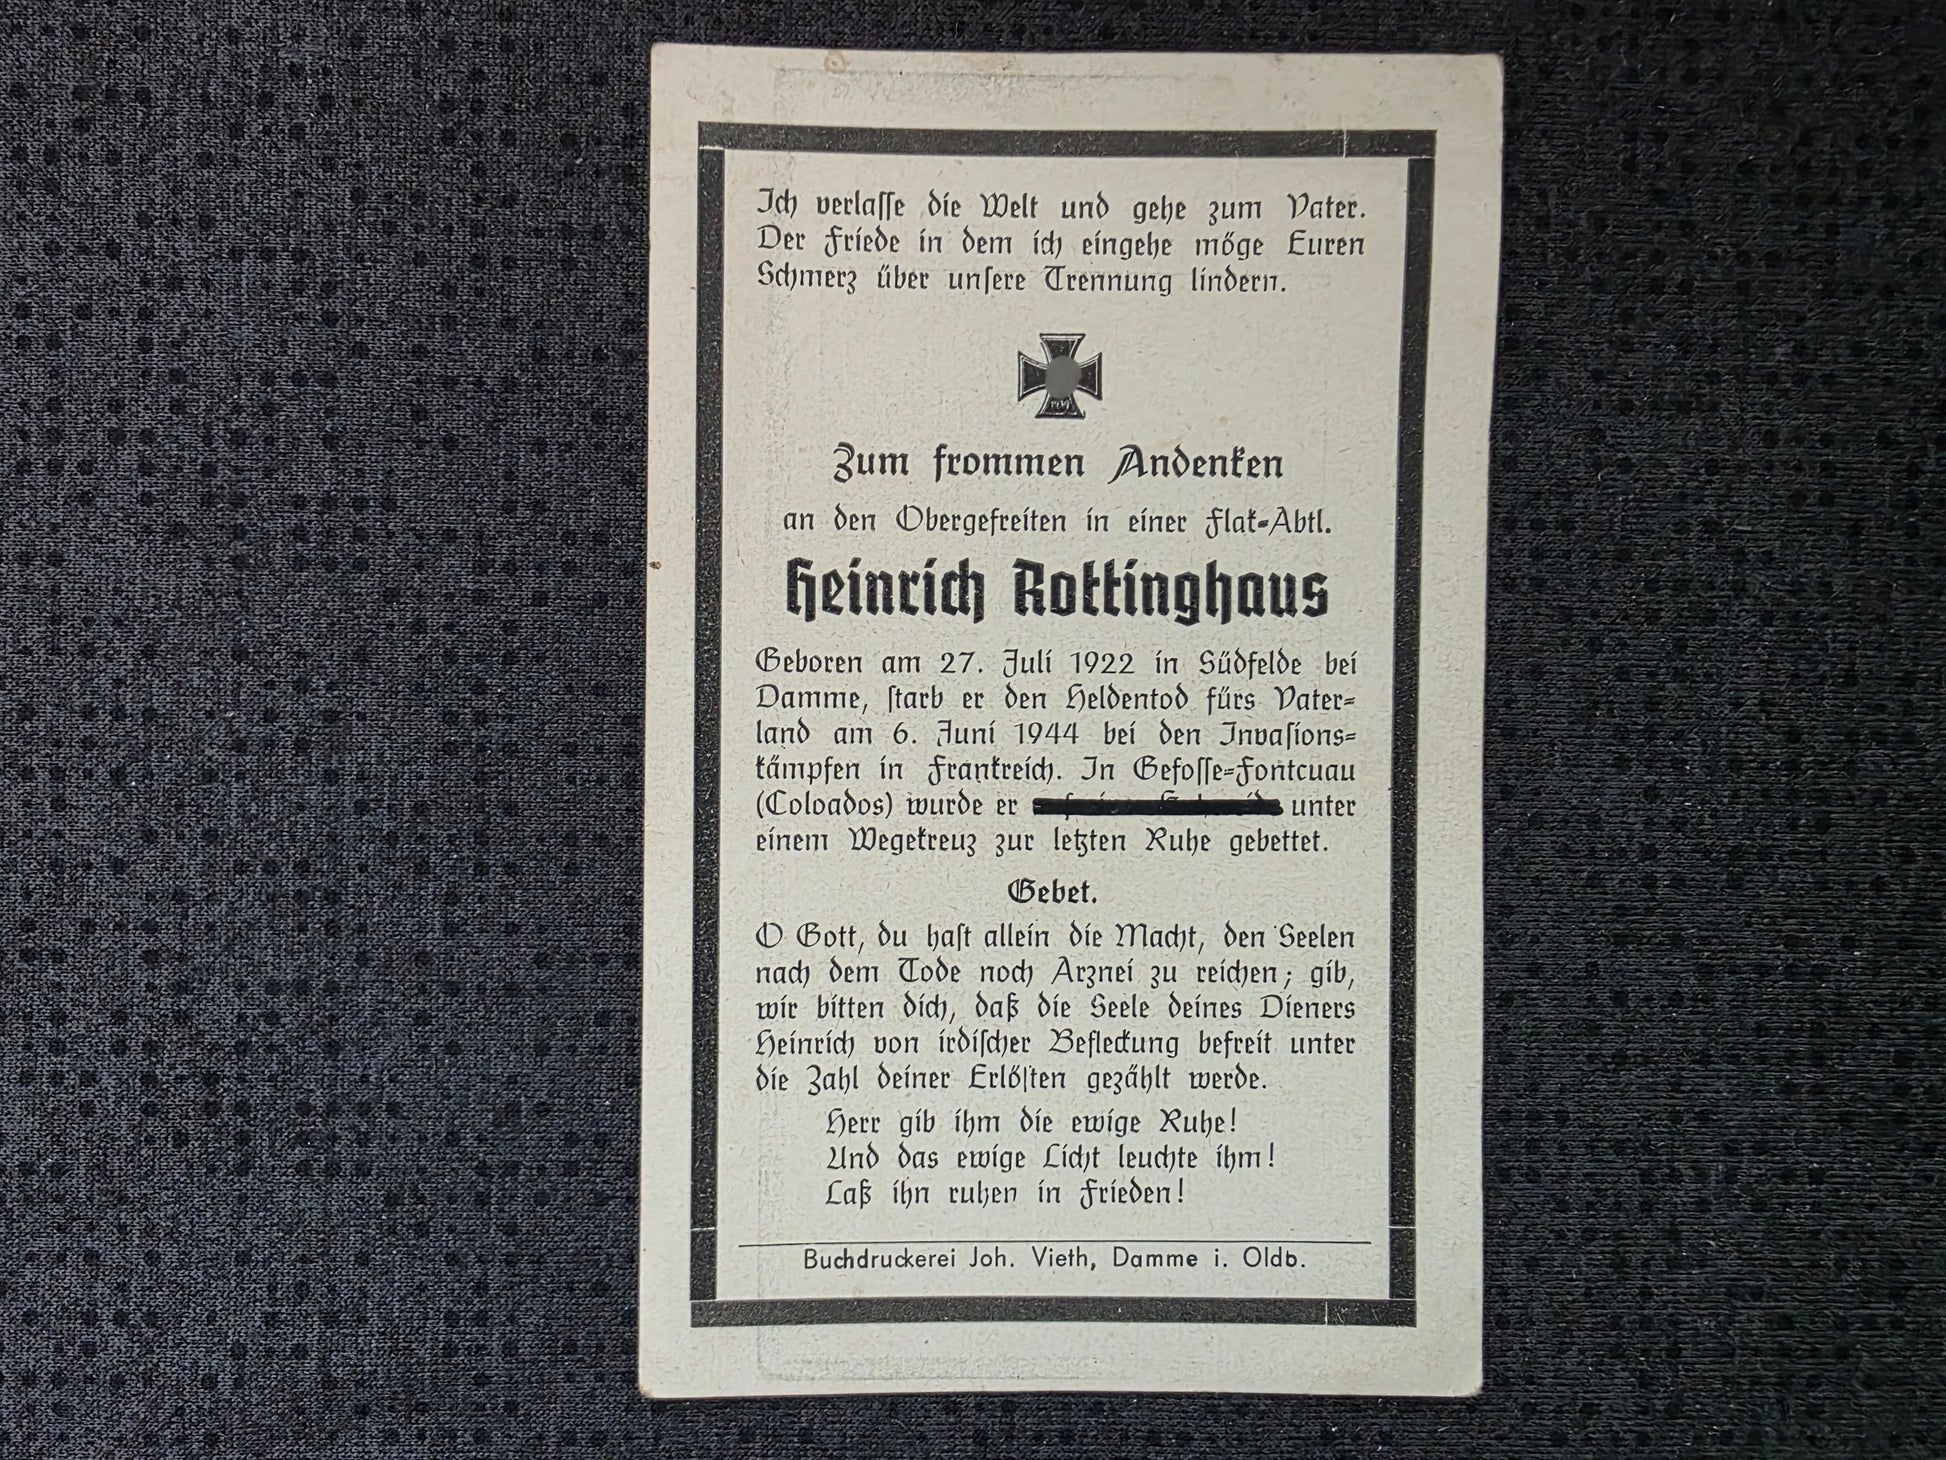 Ich verlasse die Welt und gehe zum Vater.
Der Friede in dem ich eingehe möge Euren
Schmerz über unsere Trennung lindern.
Zum frommen Andenken
an den Obergefreiten in einer Flak-Abtl.
Heinrich Rottinghaus
Geboren am 27. Juli 1922 in Südfelde bei
Damme, starb er den Heldentod fürs Vater-
land am 6. Juni 1944 bei den Invasions-
kämpfen in Frankreich. In Gefosse-Fontcuau
(Coloados) wurde er unter
einem Wegekreuz zur letzten Ruhe gebettet.
Gebet.
O Gott, du hast allein die Macht, den Seelen
nach dem Tode noch Arznei zu reichen; gib,
wir bitten dich, daß die Seele deines Dieners
Heinrich von irdischer Befleckung befreit unter
die Zahl deiner Erlösten gezählt werde.
Herr gib ihm die ewige Ruhe!
Und das ewige Licht leuchte ihm!
Laß ihn ruhen in Frieden!
Buchdruckerei Joh. Vieth, Damme i. Oldb.